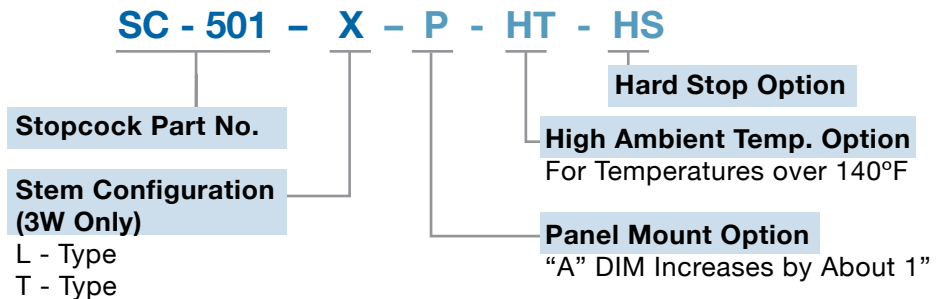 SC - 501 – X – P - HT - HS
Hard Stop Option
Stopcock Part No.
High Ambient Temp. Option
For Temperatures over 140ºF
Stem Configuration
(3W Only)
L - Type
T - Type
Panel Mount Option
“A” DIM Increases by About 1”